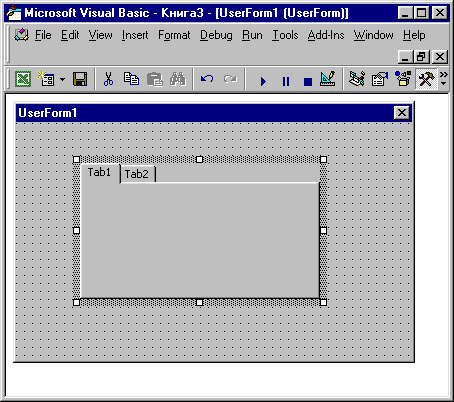 Microsoft Visual Basic - Книга3 - [UserForm1 (UserForm)]
File Edit View Insert Format Debug Run Tools Add-Ins Window Help
UserForm1
Tab1 Tab2